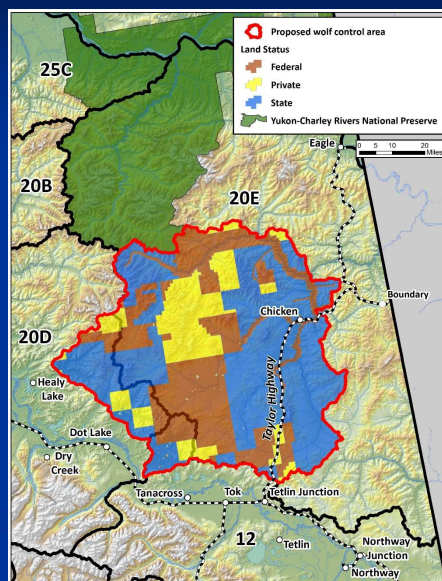 Proposed wolf control area
Land Status
Federal
Private
State
Yukon-Charley Rivers National Preserve
0 5 10 20
Miles
25C
Eagle
20B
20E
Boundary
Chicken
20D
Taylor Highway
Healy
Lake
Dot Lake
Dry
Creek
Tanacross
Tok
Tetlin Junction
12
Tetlin
Northway
Junction
Northway